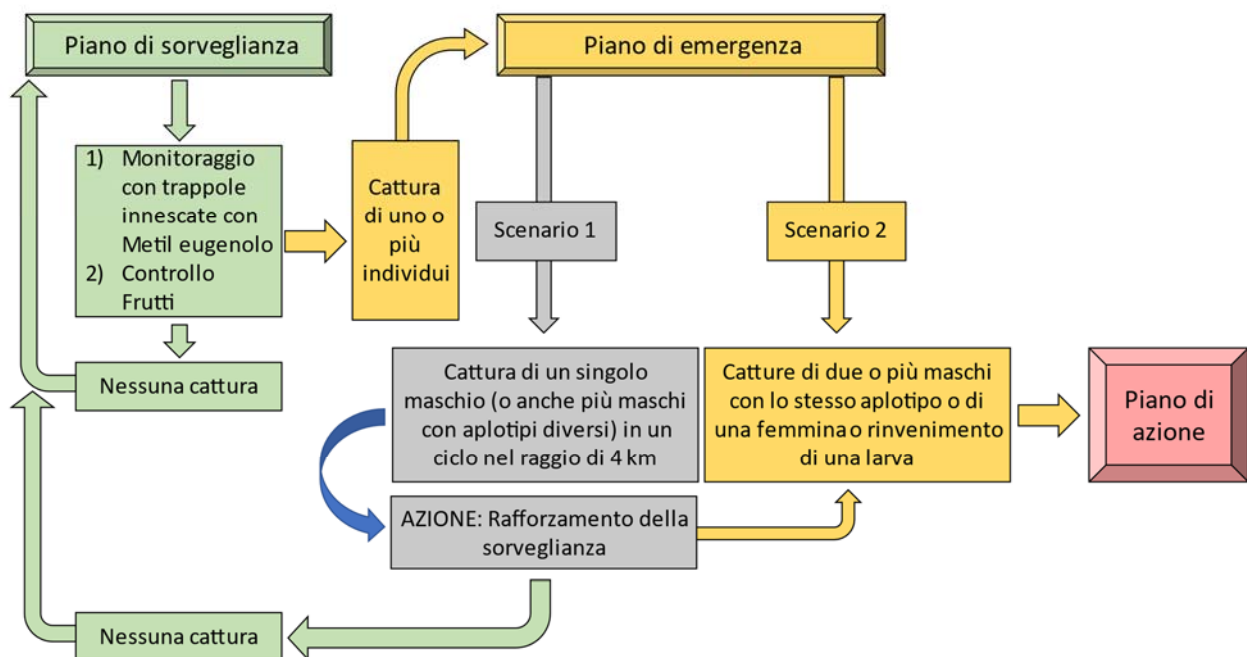 Piano di sorveglianza
Piano di emergenza
1) Monitoraggio
con trappole
innescate con
Metil eugenolo
2) Controllo
Frutti
Cattura
di uno o
più
individui
Scenario 1
Scenario 2
Nessuna cattura
Cattura di un singolo
maschio (o anche più maschi
con aplotipi diversi) in un
ciclo nel raggio di 4 km
Catture di due o più maschi
con lo stesso aplotipo o di
una femmina o rinvenimento
di una larva
Piano di
azione
AZIONE: Rafforzamento della
sorveglianza
Nessuna cattura